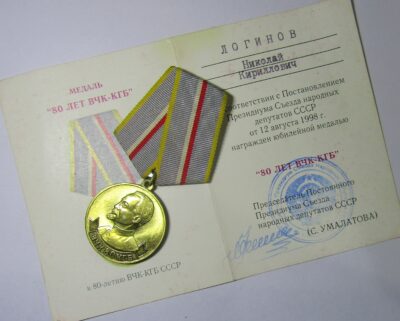 МЕДАЛЬ
"80 ЛЕТ ВЧК-КГБ"
к 80-летию ВЧК-КГБ СССР
ЛОГИНОВ
Николай
Кириллович
соответствии с Постановлением
Президиума Съезда народных
депутатов СССР
от 12 августа 1998 г.
награжден юбилейной медалью
"80 ЛЕТ ВЧК-КГБ"
Председатель Постоянного
Президиума Съезда
народных депутатов СССР
(С. УМАЛАТОВА)